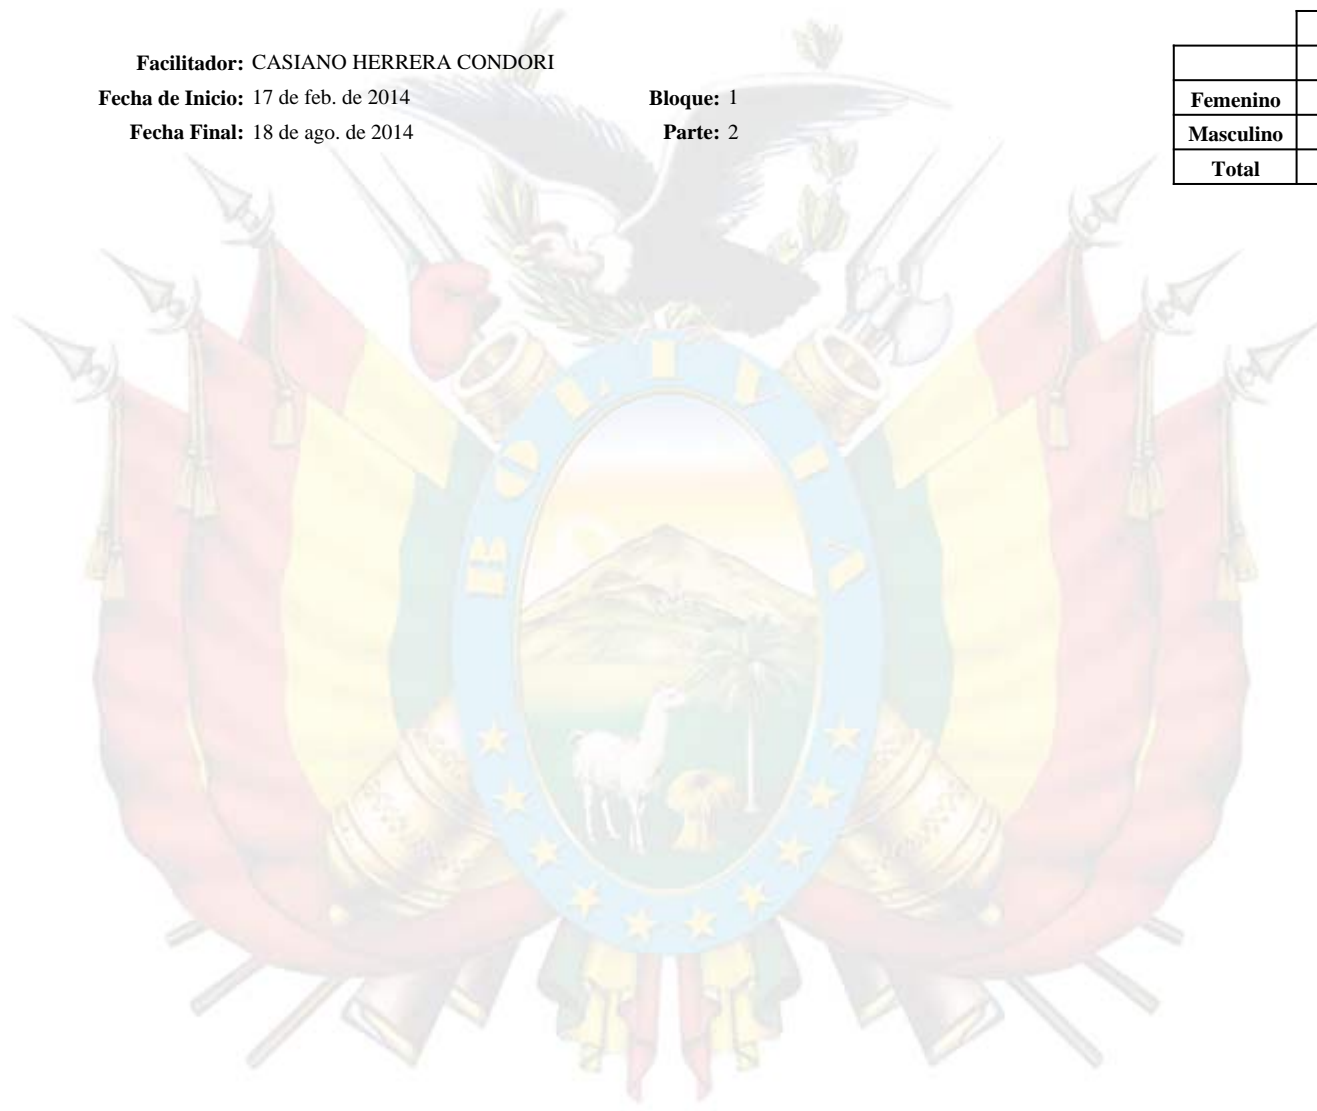 Facilitador: CASIANO HERRERA CONDORI
Fecha de Inicio: 17 de feb. de 2014 Bloque: 1
Fecha Final: 18 de ago. de 2014 Parte: 2
Femenino
Masculino
Total
BOLIVIA